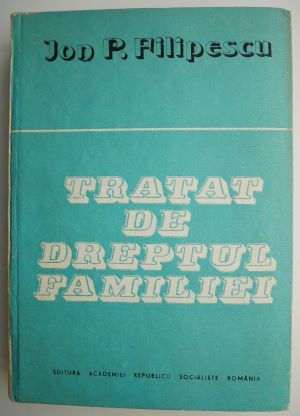 Ion P. Filipescu
TRATAT
DE
DREPTUL
FAMILIEI
EDITURA ACADEMIEI REPUBLICII SOCIALISTE ROMÂNIA